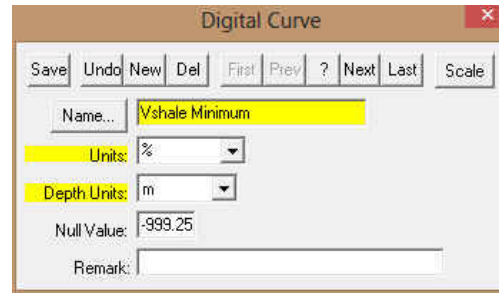 Digital Curve
Save Undo New Del First Prev ? Next Last Scale
Name... Vshale Minimum
Units: %
Depth Units: m
Null Value: -999.25
Remark: